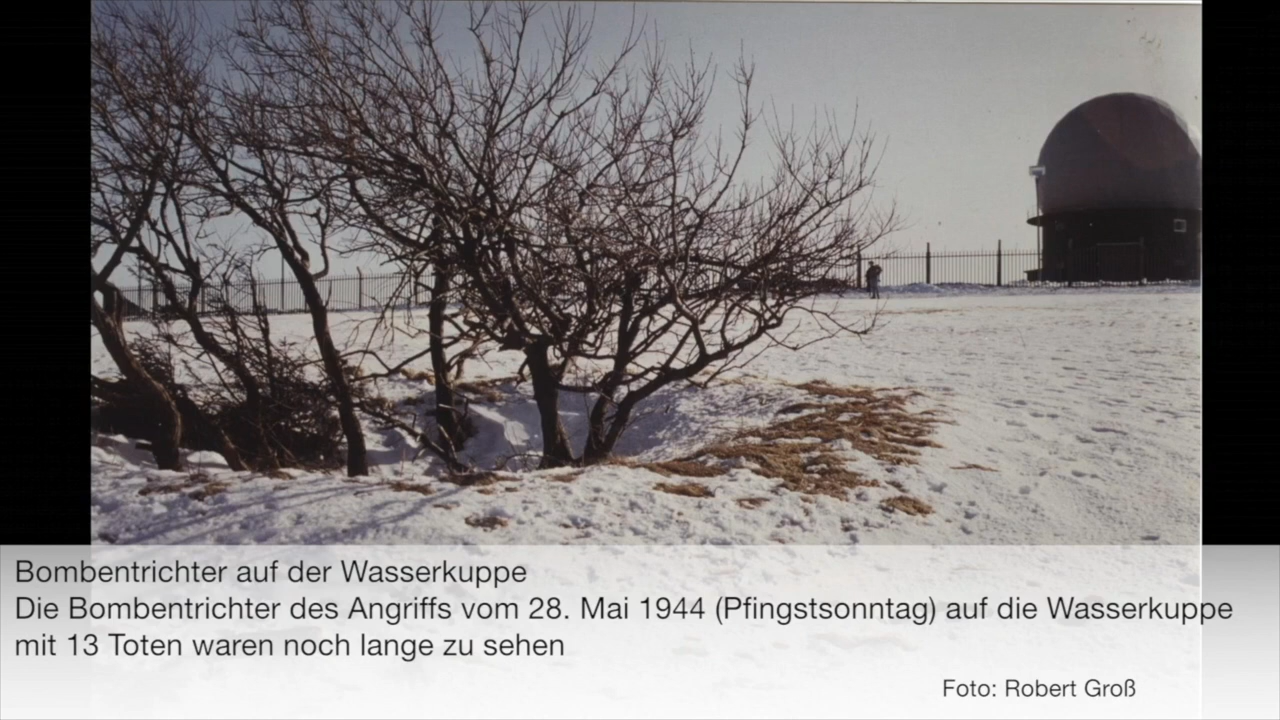 Bombentrichter auf der Wasserkuppe
Die Bombentrichter des Angriffs vom 28. Mai 1944 (Pfingstsonntag) auf die Wasserkuppe
mit 13 Toten waren noch lange zu sehen
Foto: Robert Groß